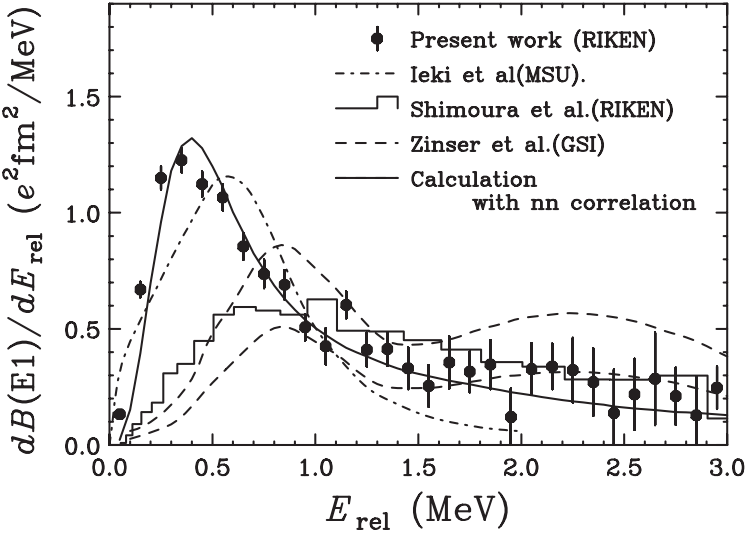 dB(E1)/dE_rel (e²fm²/MeV)
1.5
1.0
0.5
0.0
Present work (RIKEN)
Ieki et al(MSU).
Shimoura et al.(RIKEN)
Zinser et al.(GSI)
Calculation
with nn correlation
0.0 0.5 1.0 1.5 2.0 2.5 3.0
E_rel (MeV)